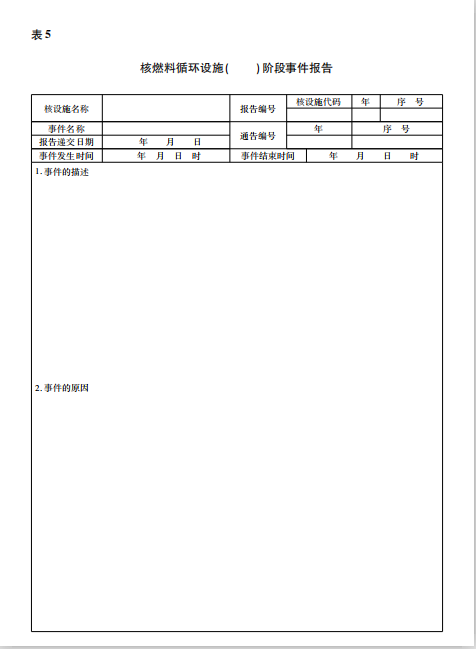 表 5
核燃料循环设施( )阶段事件报告
核设施名称 报告编号 核设施代码 年 序 号
事件名称 通告编号 年 序 号
报告递交日期 年 月 日
事件发生时间 年 月 日 时 事件结束时间 年 月 日 时
1.事件的描述
2.事件的原因